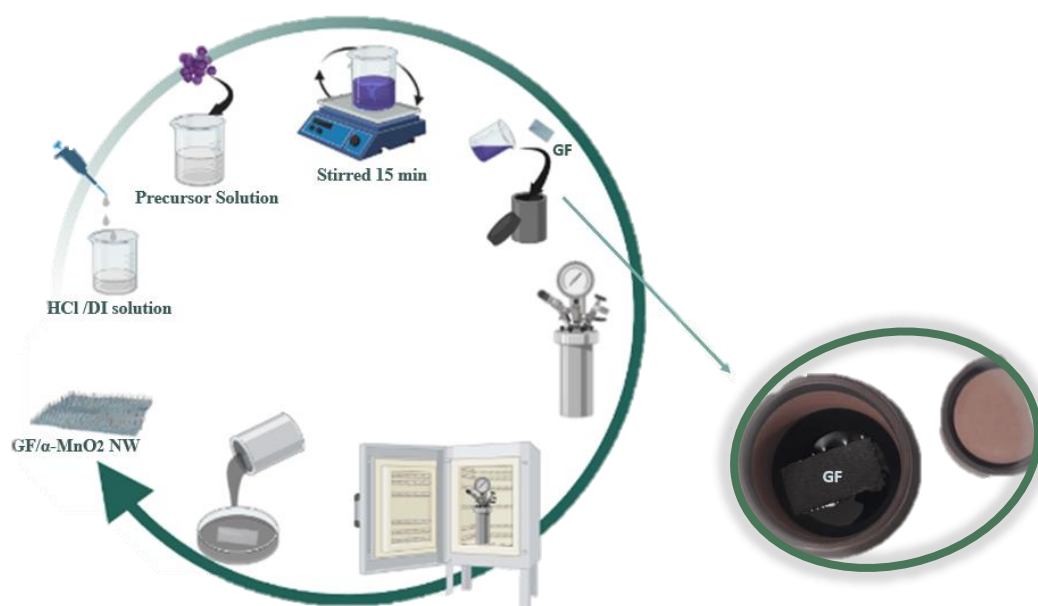 HCl /DI solution
Precursor Solution
Stirred 15 min
GF
GF
GF/α-MnO2 NW